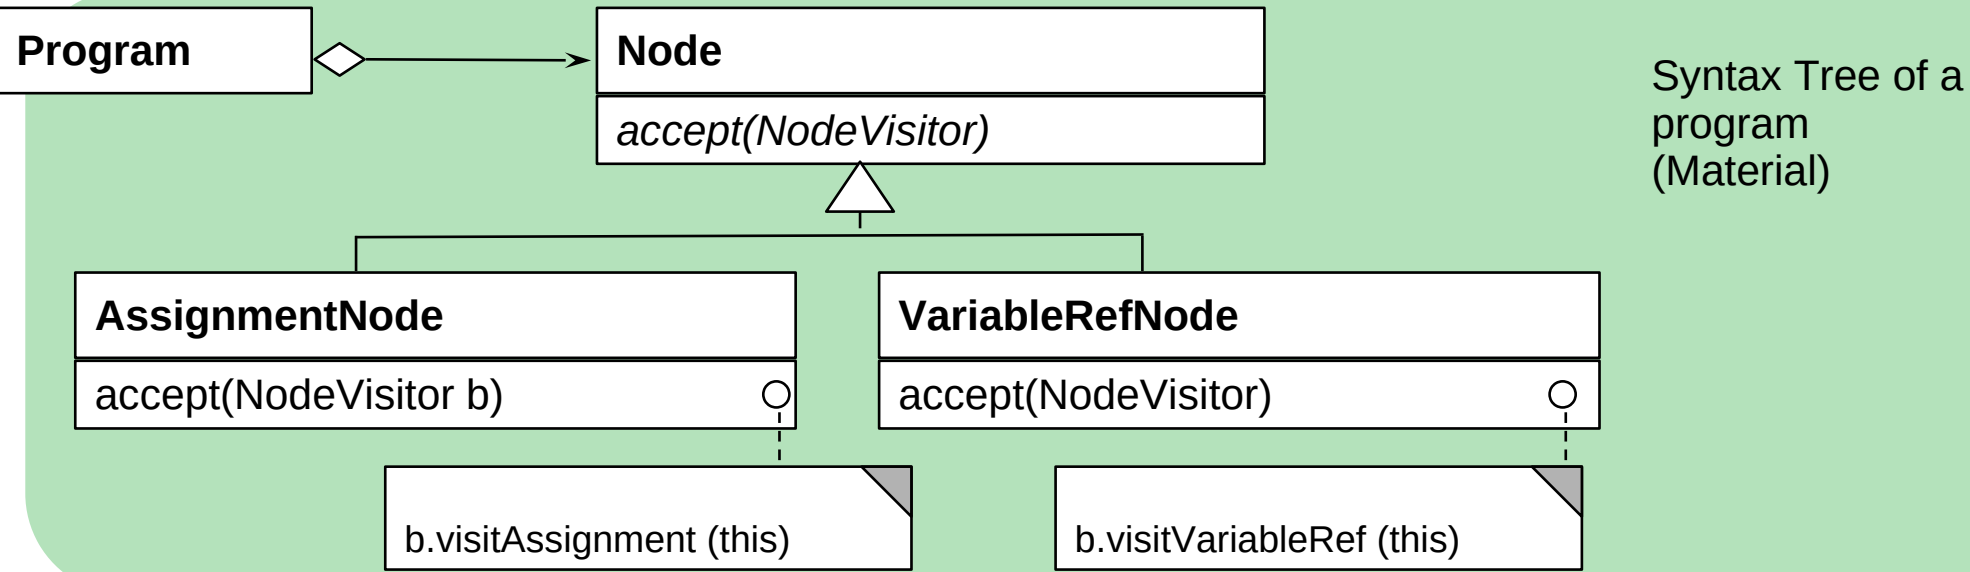 Program
Node
accept(NodeVisitor)
Syntax Tree of a
program
(Material)
AssignmentNode
accept(NodeVisitor b)
VariableRefNode
accept(NodeVisitor)
b.visitAssignment (this)
b.visitVariableRef (this)